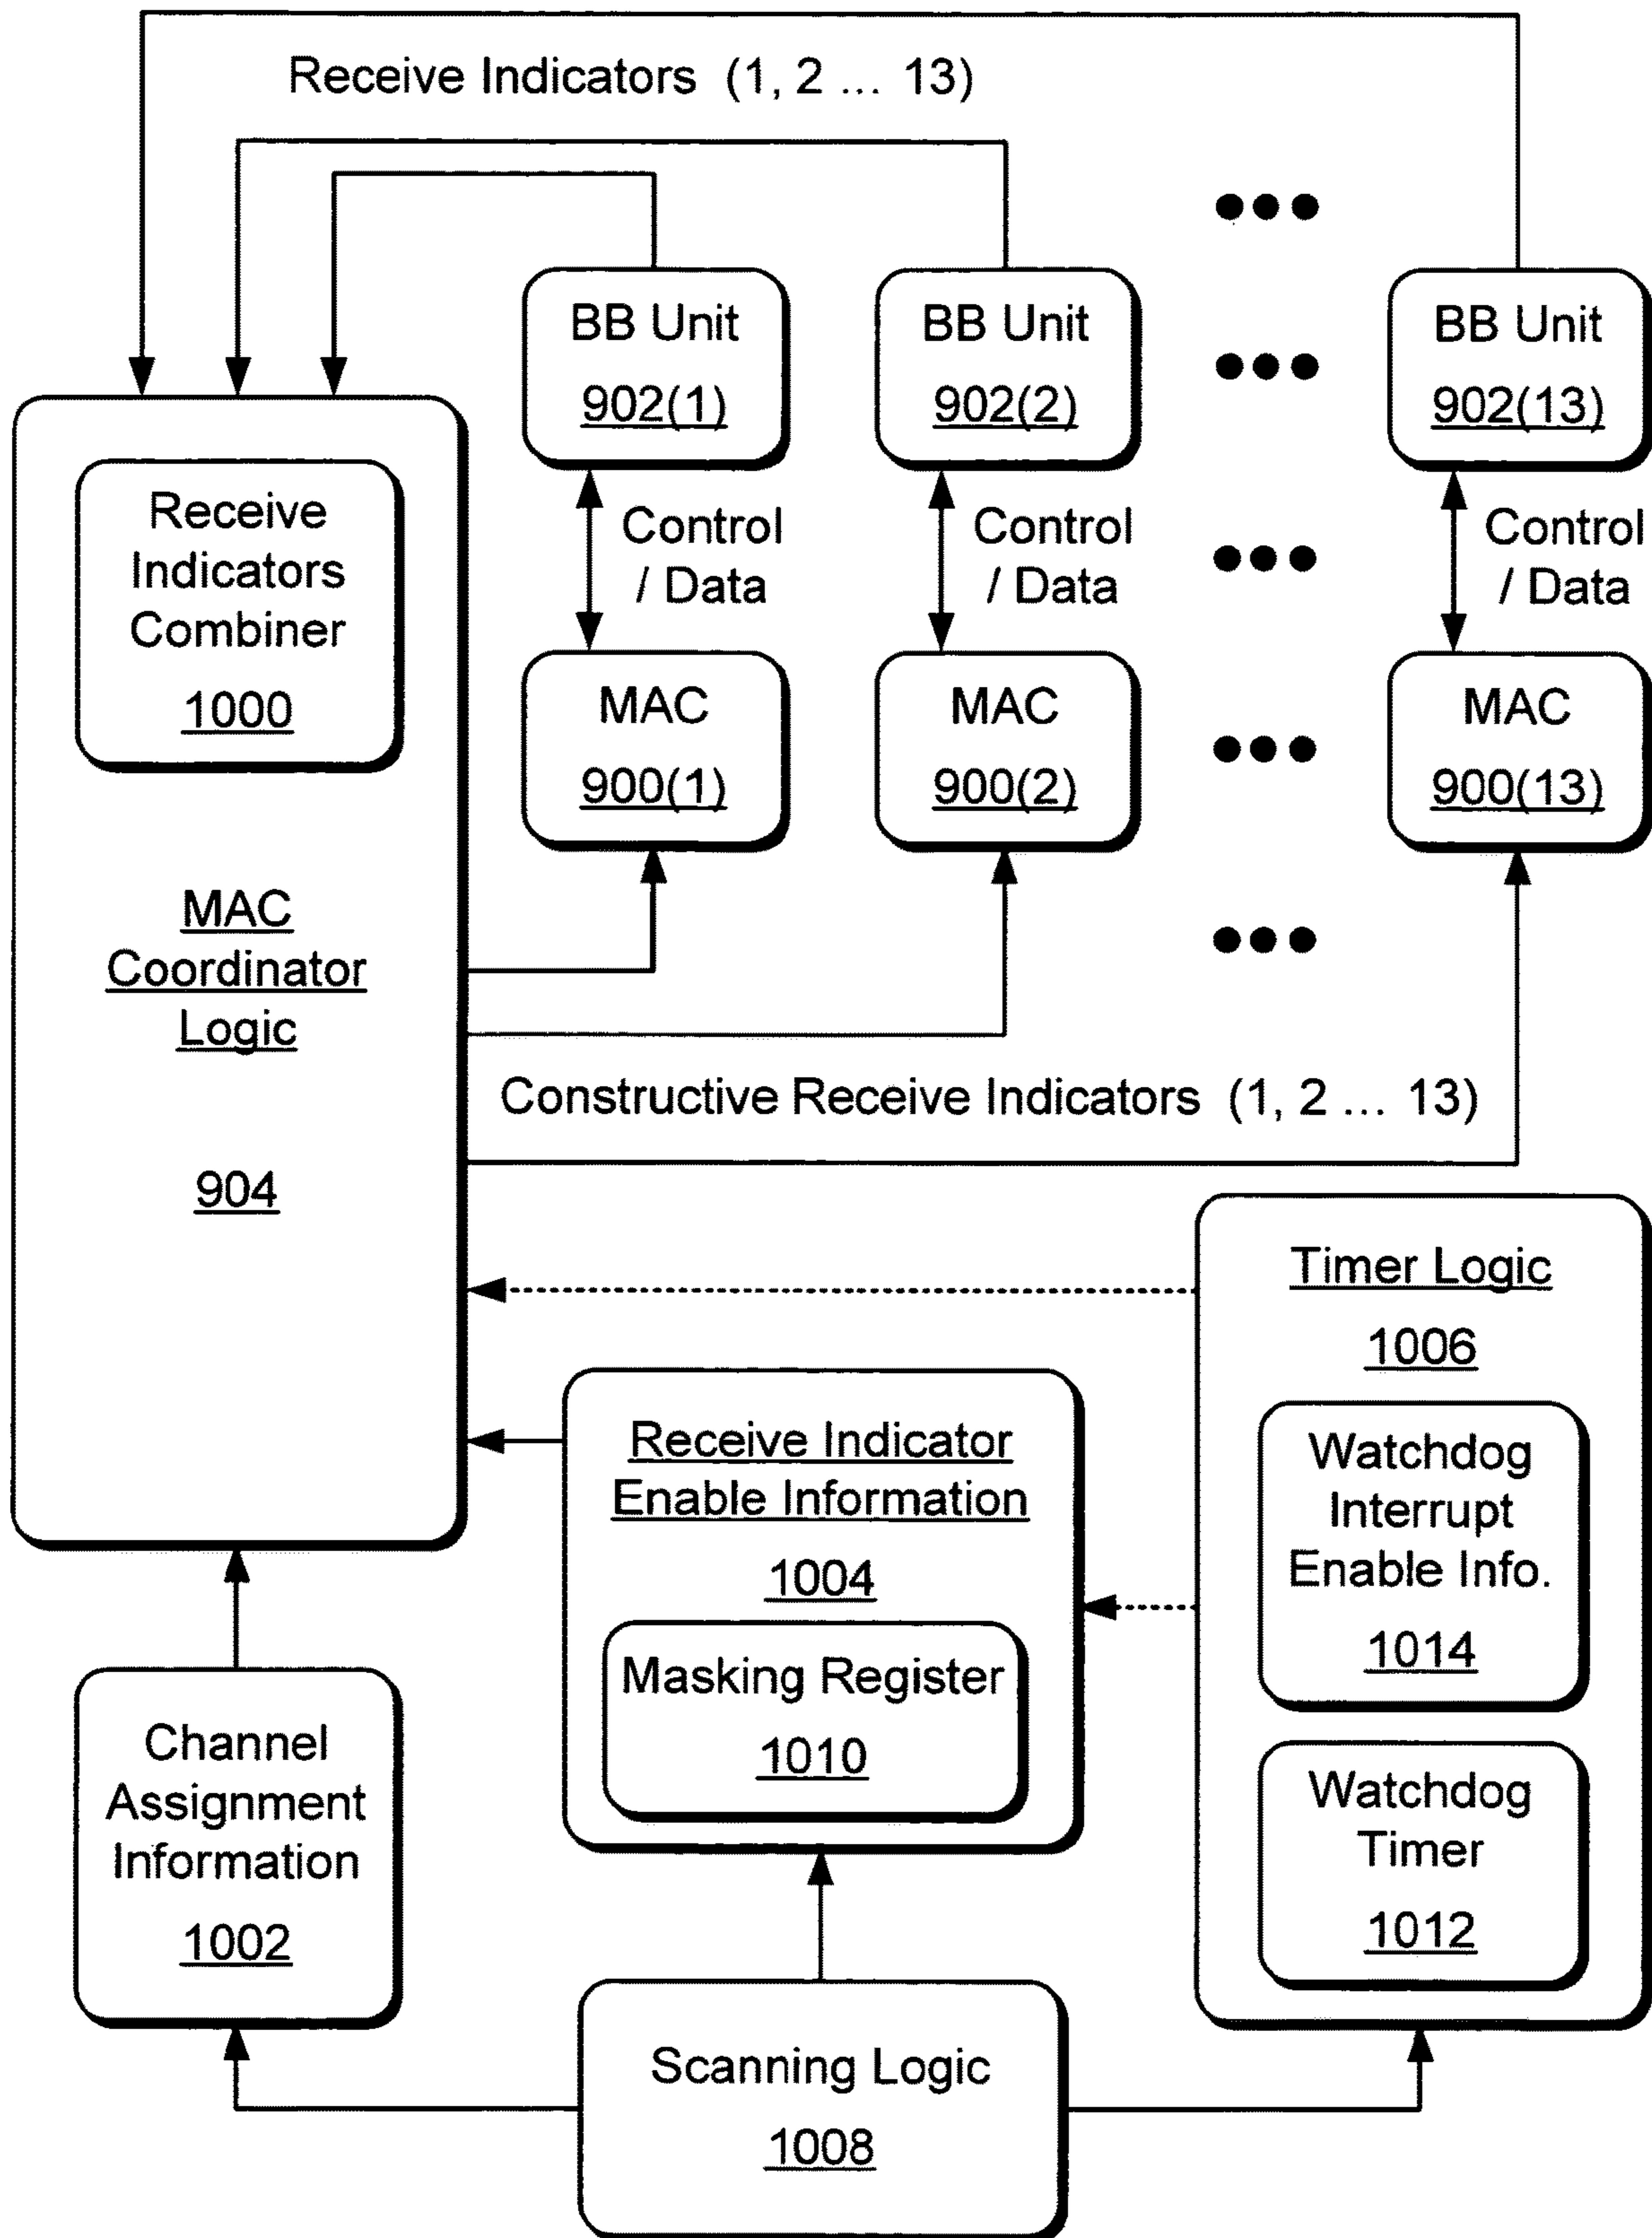 Receive Indicators (1, 2 ... 13)
BB Unit
902(1)
BB Unit
902(2)
BB Unit
902(13)
Control
/ Data
Control
/ Data
Control
/ Data
MAC
900(1)
MAC
900(2)
MAC
900(13)
Receive
Indicators
Combiner
1000
MAC
Coordinator
Logic
904
Constructive Receive Indicators (1, 2 ... 13)
Timer Logic
1006
Watchdog
Interrupt
Enable Info.
1014
Watchdog
Timer
1012
Receive Indicator
Enable Information
1004
Masking Register
1010
Channel
Assignment
Information
1002
Scanning Logic
1008